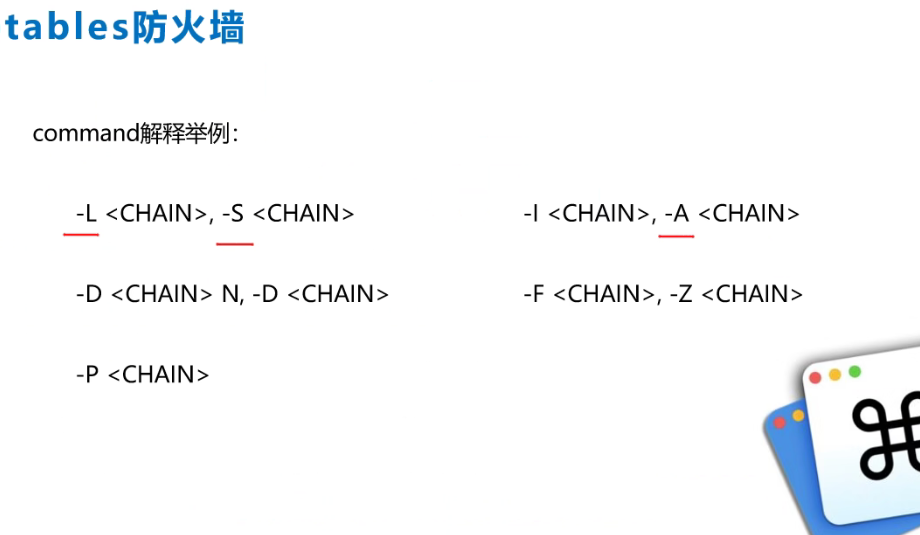 tables防火墙
command解释举例：
-L <CHAIN>, -S <CHAIN>
-I <CHAIN>, -A <CHAIN>
-D <CHAIN> N, -D <CHAIN>
-F <CHAIN>, -Z <CHAIN>
-P <CHAIN>